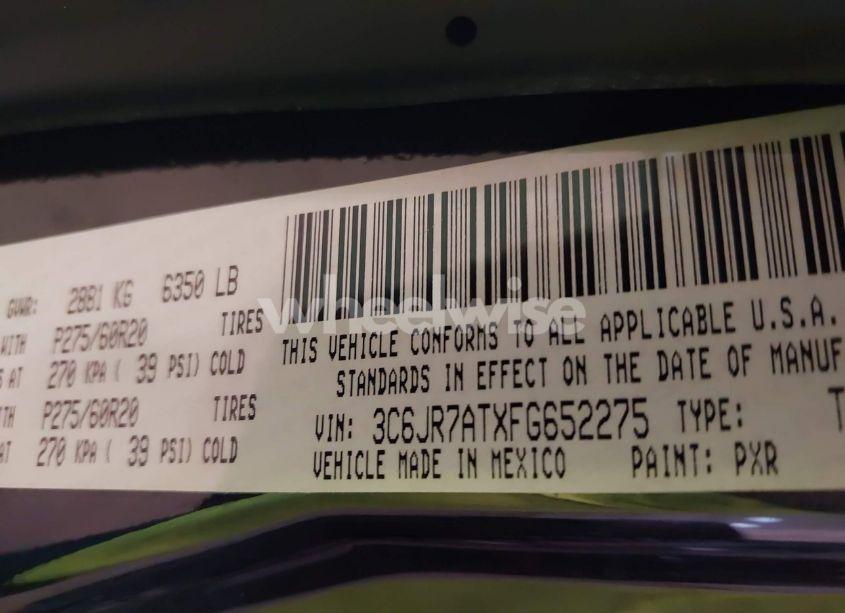 GVWR: 2881 KG 6350 LB
WITH P275/60R20 TIRES
AT 270 KPA ( 39 PSI) COLD
P275/60R20 TIRES
AT 270 KPA ( 39 PSI) COLD
wheelwise
THIS VEHICLE CONFORMS TO ALL APPLICABLE U.S.A.
STANDARDS IN EFFECT ON THE DATE OF MANUF
VIN: 3C6JR7ATXFG652275 TYPE: T
VEHICLE MADE IN MEXICO PAINT: PXR